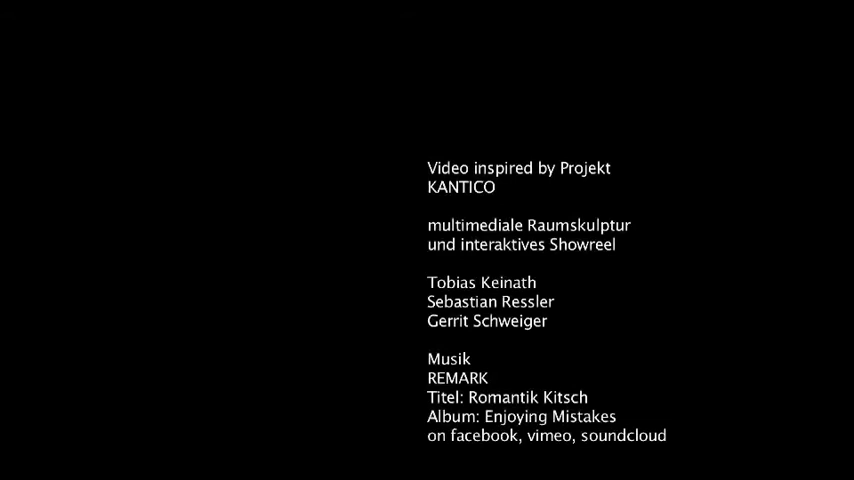 Video inspired by Projekt
KANTICO
multimediale Raumskulptur
und interaktives Showreel
Tobias Keinath
Sebastian Ressler
Gerrit Schweiger
Musik
REMARK
Titel: Romantik Kitsch
Album: Enjoying Mistakes
on facebook, vimeo, soundcloud